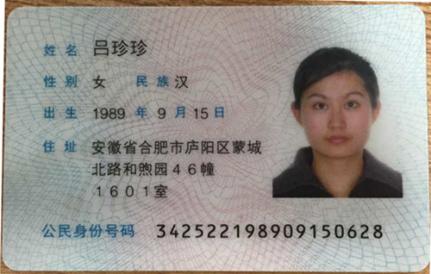 姓名 吕珍珍
性别 女 民族 汉
出生 1989 年 9 月 15 日
住址 安徽省合肥市庐阳区蒙城
北路和煦园46幢
1601室
公民身份号码 342522198909150628